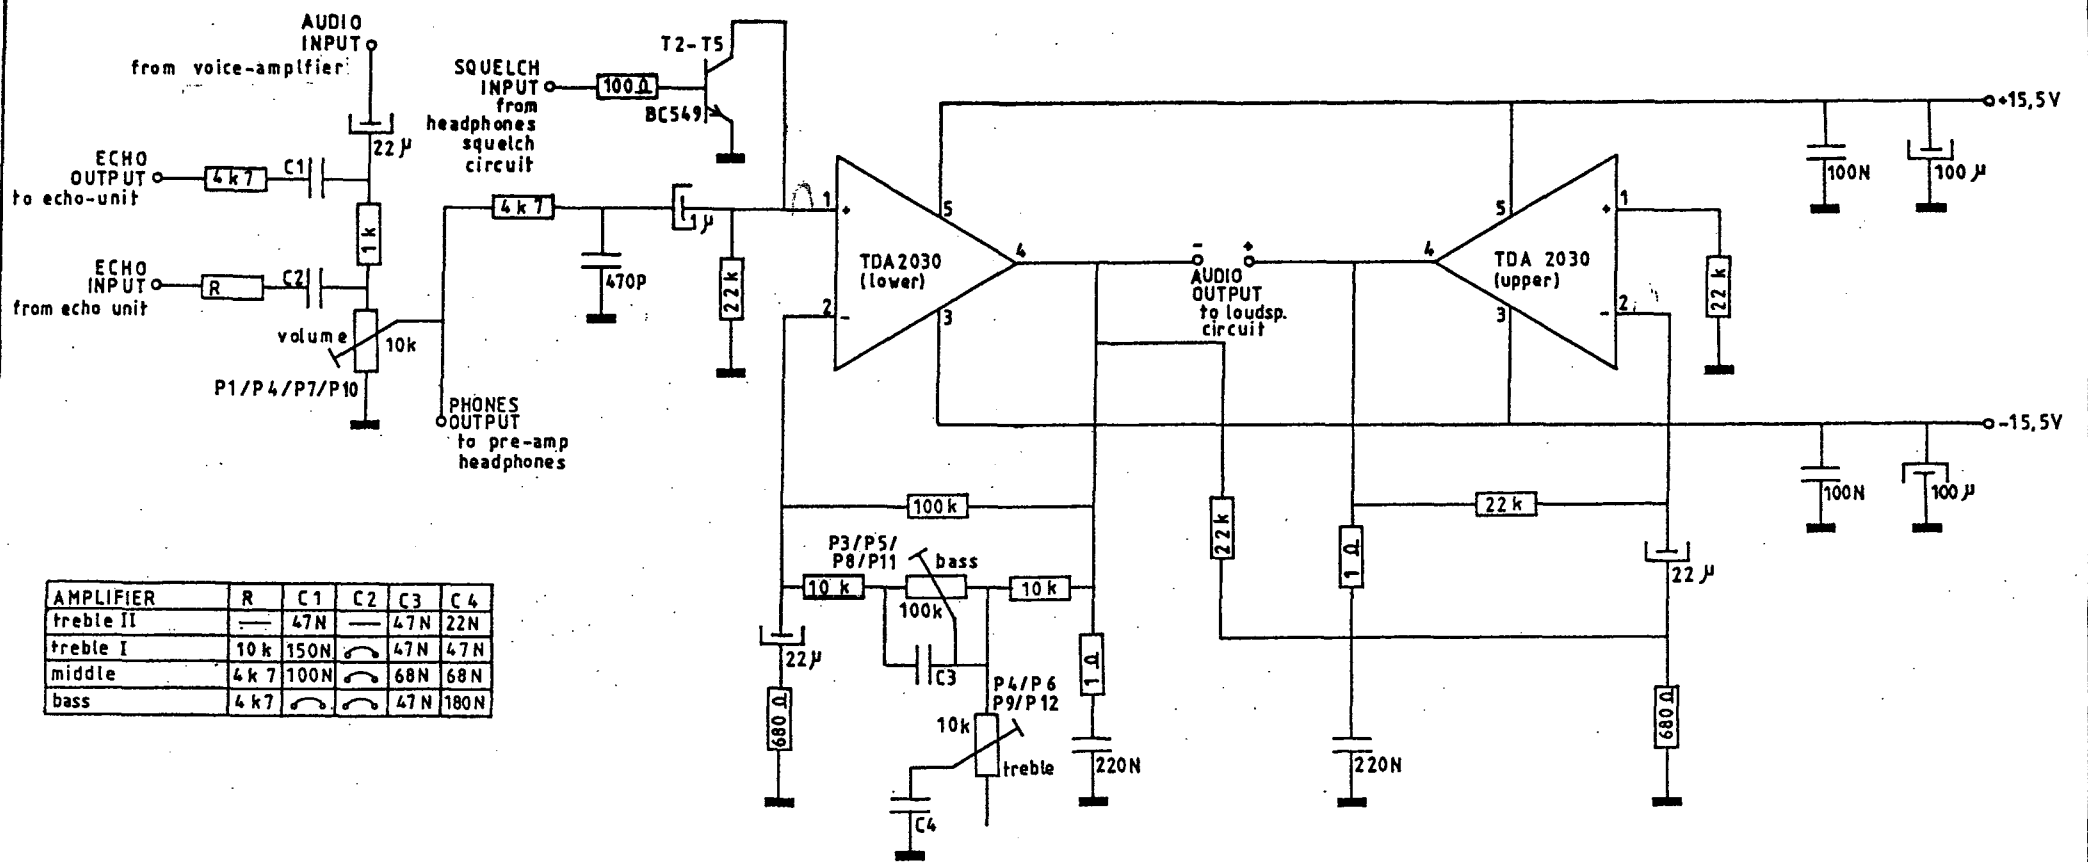 AUDIO
INPUT
from voice-amplfier
T2-T5
SQUELCH
INPUT
from
headphones
squelch
circuit
100Ω
BC549
22µ
ECHO
OUTPUT
to echo-unit
4k7
C1
1k
ECHO
INPUT
from echo unit
R
C2
volume
10k
P1/P4/P7/P10
PHONES
OUTPUT
to pre-amp
headphones
4k7
470P
1µ
22k
1
+
2
-
TDA2030
(lower)
5
3
4
-
+
AUDIO
OUTPUT
to loudsp.
circuit
4
5
3
TDA 2030
(upper)
+
1
-
2
22k
+15,5V
100N
100µ
-15,5V
100N
100µ
100k
P3/P5/
P8/P11
bass
10k
100k
10k
C3
22µ
680Ω
P4/P6
P9/P12
10k
treble
C4
1Ω
220N
22k
1Ω
220N
22k
22µ
680Ω
AMPLIFIER R C1 C2 C3 C4
treble II — 47N — 47N 22N
treble I 10k 150N 47N 47N
middle 4k7 100N 68N 68N
bass 4k7 47N 180N